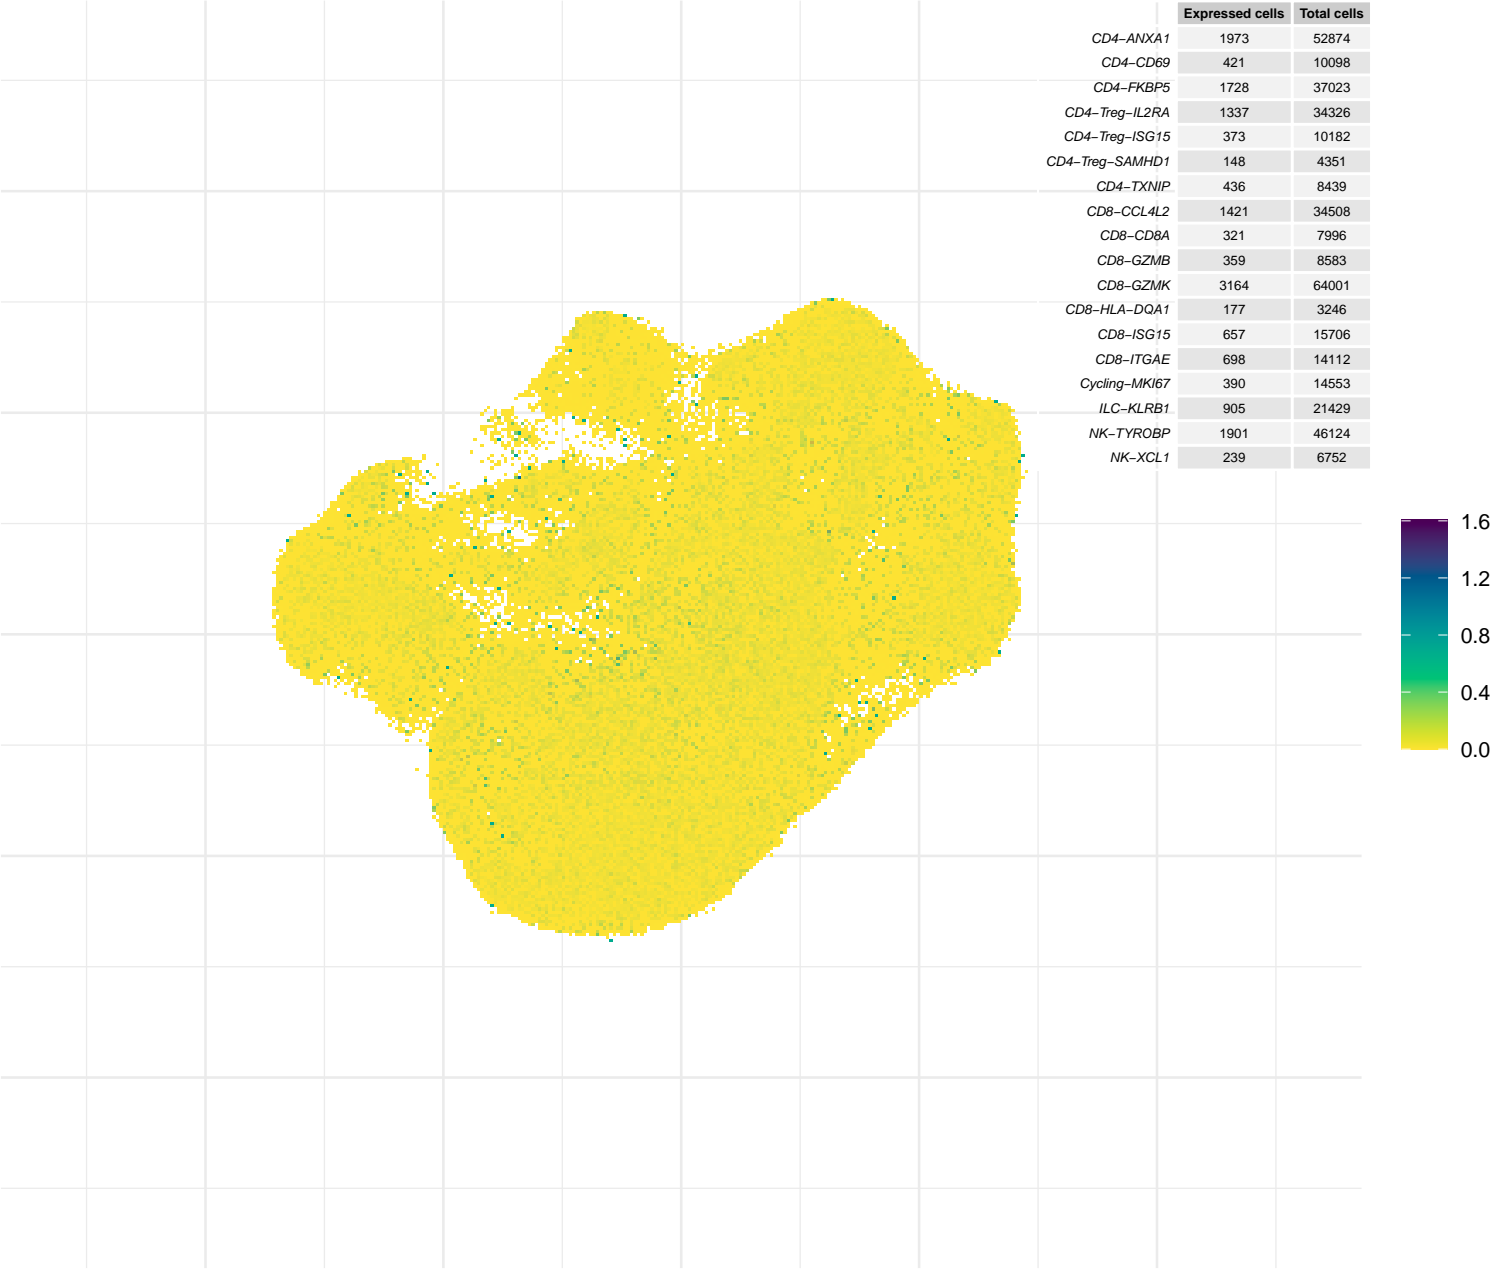 Expressed cells Total cells
CD4−ANXA1 1973 52874
CD4−CD69 421 10098
CD4−FKBP5 1728 37023
CD4−Treg−IL2RA 1337 34326
CD4−Treg−ISG15 373 10182
CD4−Treg−SAMHD1 148 4351
CD4−TXNIP 436 8439
CD8−CCL4L2 1421 34508
CD8−CD8A 321 7996
CD8−GZMB 359 8583
CD8−GZMK 3164 64001
CD8−HLA−DQA1 177 3246
CD8−ISG15 657 15706
CD8−ITGAE 698 14112
Cycling−MKI67 390 14553
ILC−KLRB1 905 21429
NK−TYROBP 1901 46124
NK−XCL1 239 6752
1.6
1.2
0.8
0.4
0.0